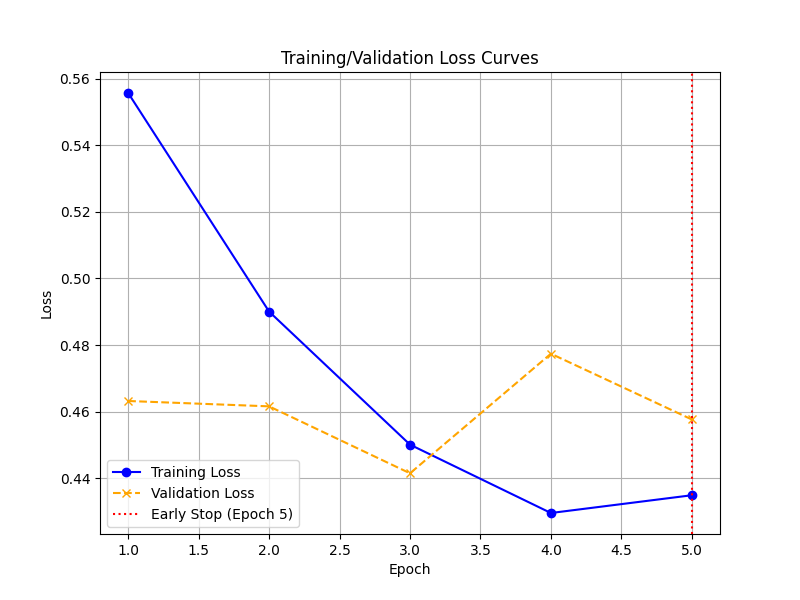 Training/Validation Loss Curves
0.56
0.54
0.52
0.50
0.48
0.46
0.44
Loss
Training Loss
Validation Loss
Early Stop (Epoch 5)
1.0 1.5 2.0 2.5 3.0 3.5 4.0 4.5 5.0
Epoch